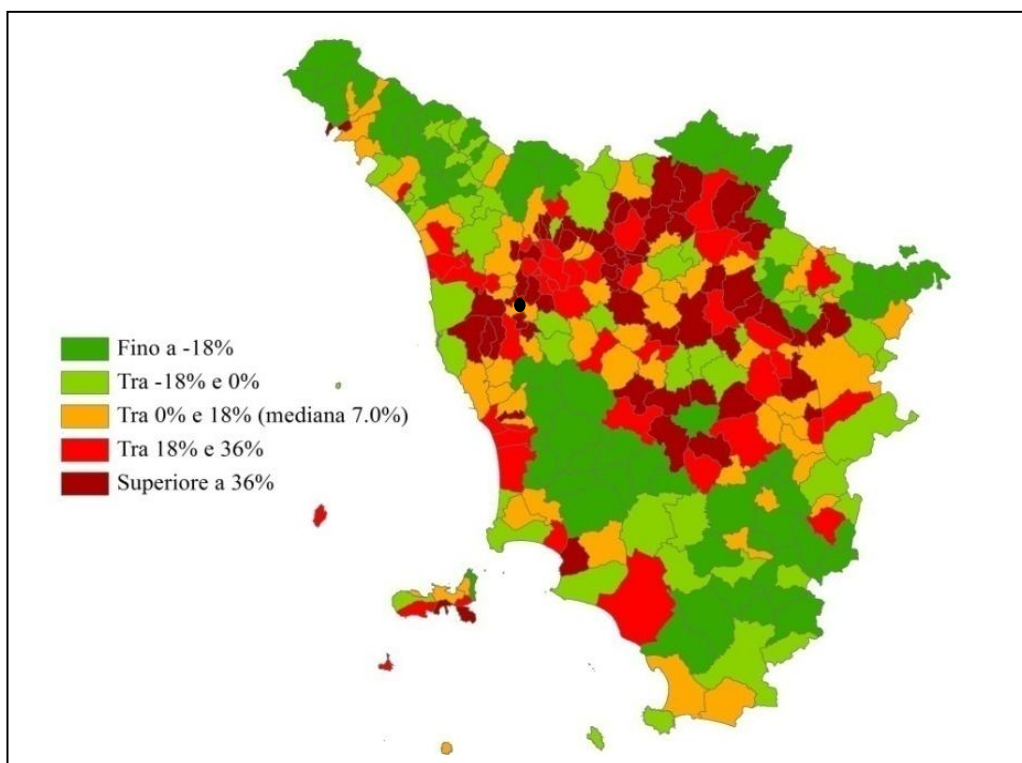 Fino a -18%
Tra -18% e 0%
Tra 0% e 18% (mediana 7.0%)
Tra 18% e 36%
Superiore a 36%